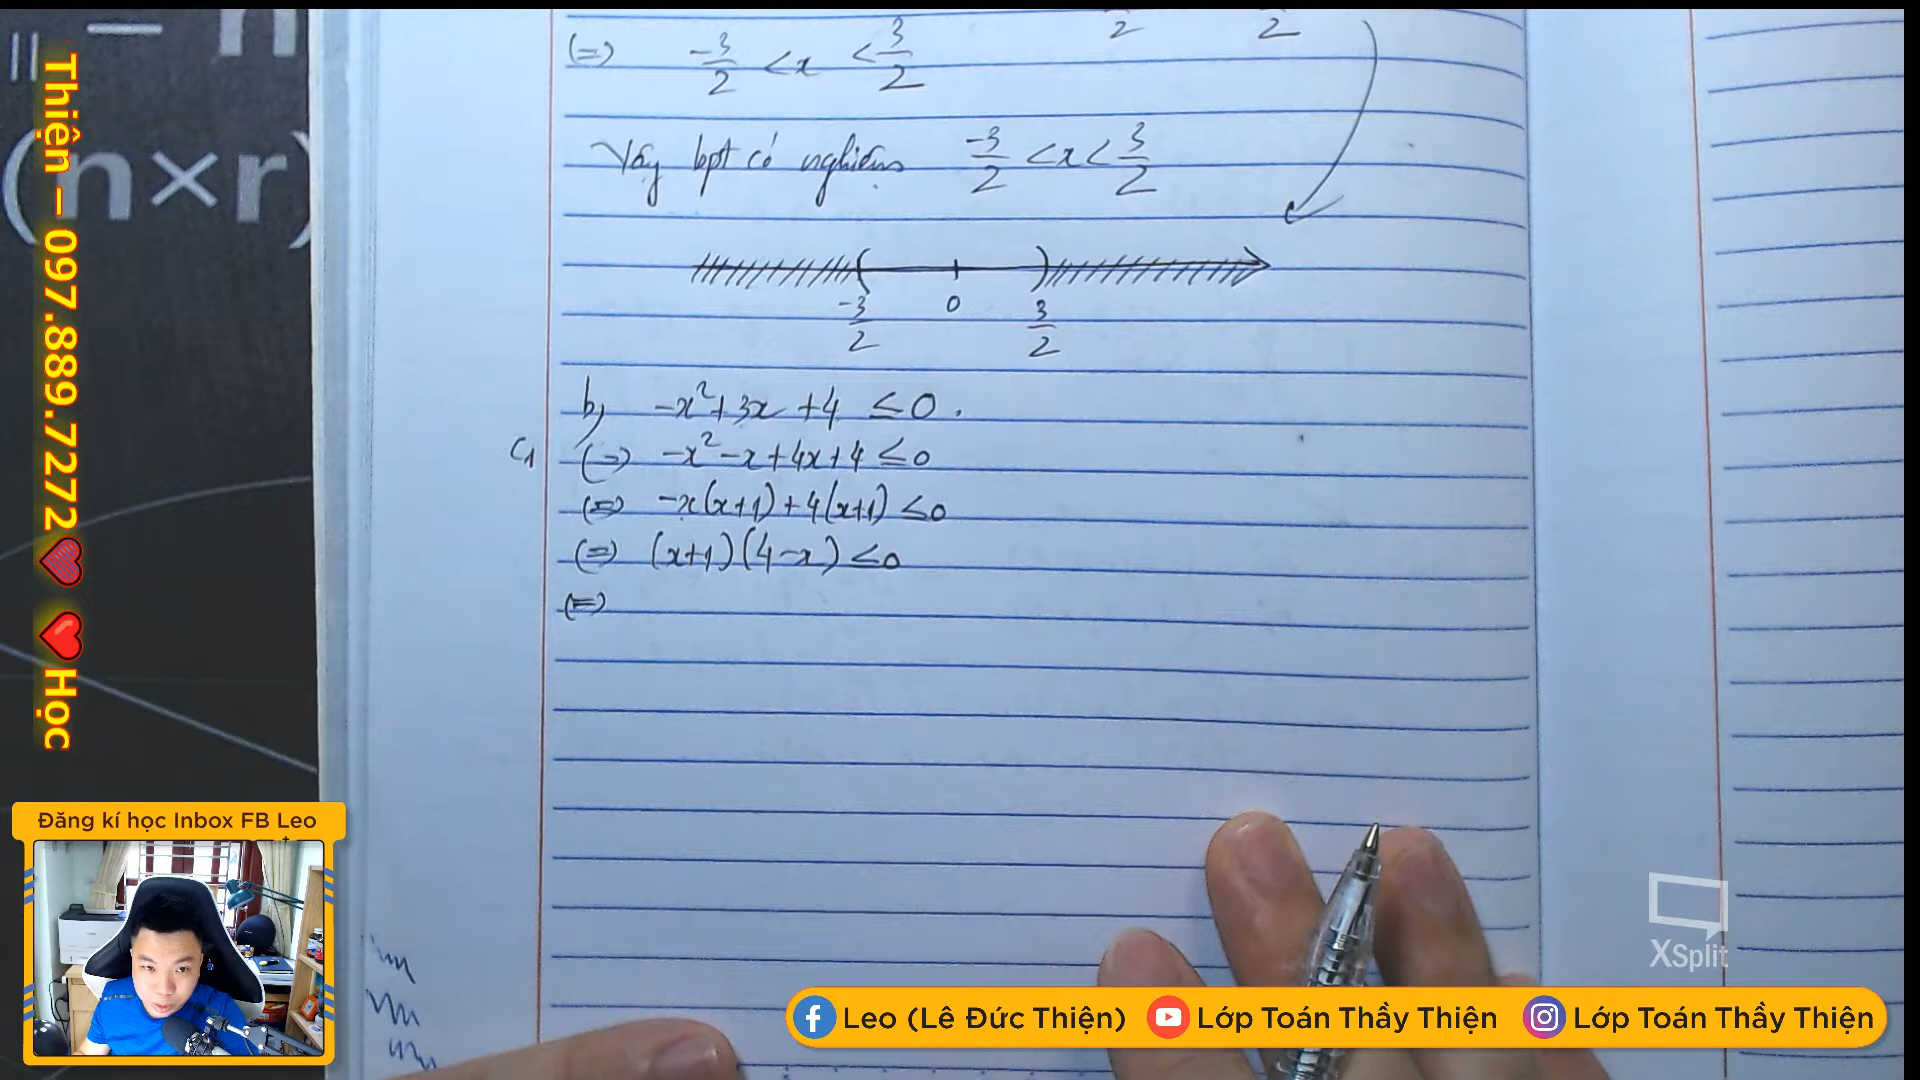 (=) -3/2 < x < 3/2
2 2
Vậy bpt có nghiệm -3/2 < x < 3/2
-3/2 0 3/2
b, -x² + 3x + 4 ≤ 0.
C1 (=) -x² - x + 4x + 4 ≤ 0
(=) -x(x+1) + 4(x+1) ≤ 0
(=) (x+1)(4-x) ≤ 0
(=)
= – n
(n×r)
Thiện – 097.889.7272 ♥ ♥ Học
Đăng kí học Inbox FB Leo
XSplit
Leo (Lê Đức Thiện) Lớp Toán Thầy Thiện Lớp Toán Thầy Thiện